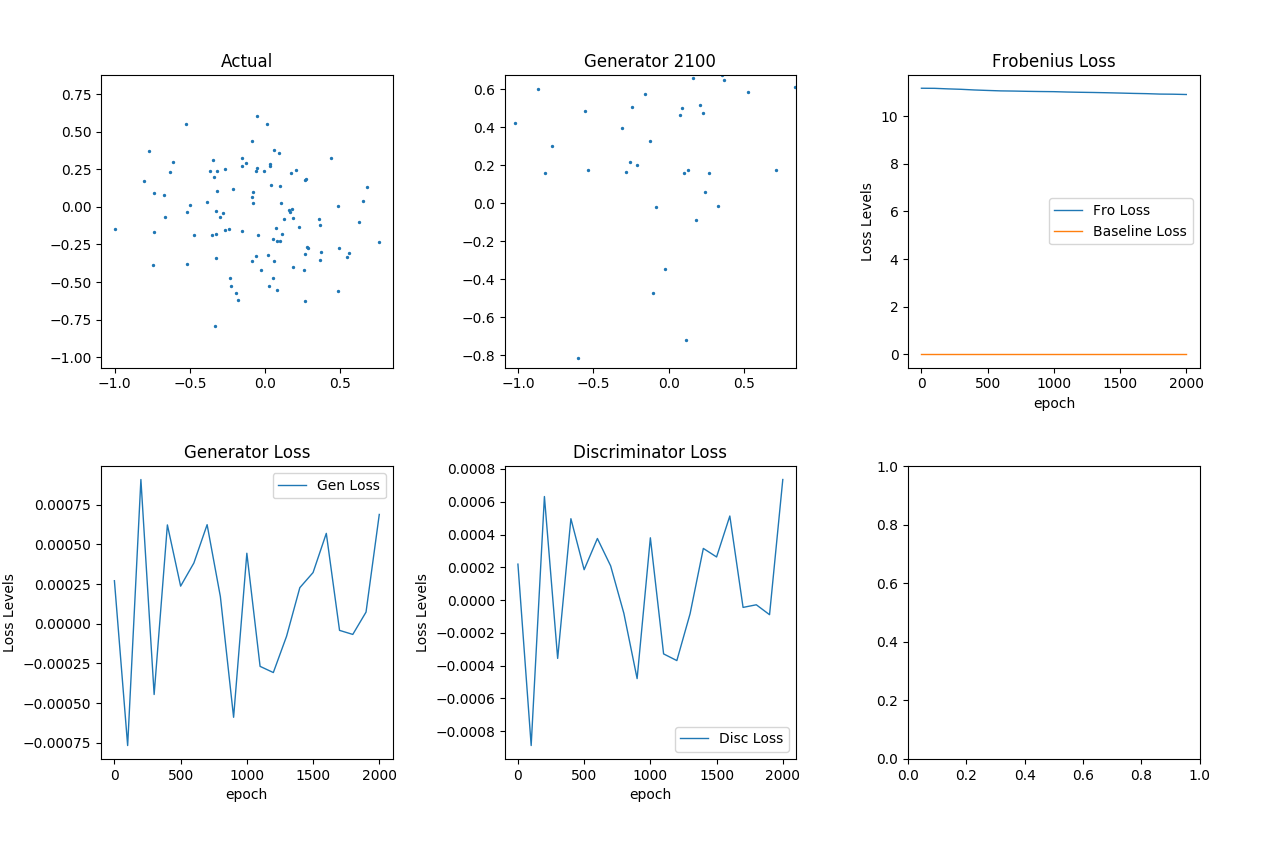 Actual
0.75
0.50
0.25
0.00
−0.25
−0.50
−0.75
−1.00
−1.0 −0.5 0.0 0.5
Generator 2100
0.6
0.4
0.2
0.0
−0.2
−0.4
−0.6
−0.8
−1.0 −0.5 0.0 0.5
Frobenius Loss
Loss Levels
10
8
6
4
2
0
Fro Loss
Baseline Loss
0 500 1000 1500 2000
epoch
Generator Loss
Loss Levels
0.00075
0.00050
0.00025
0.00000
−0.00025
−0.00050
−0.00075
Gen Loss
0 500 1000 1500 2000
epoch
Discriminator Loss
Loss Levels
0.0008
0.0006
0.0004
0.0002
0.0000
−0.0002
−0.0004
−0.0006
−0.0008
Disc Loss
0 500 1000 1500 2000
epoch
1.0
0.8
0.6
0.4
0.2
0.0
0.0 0.2 0.4 0.6 0.8 1.0